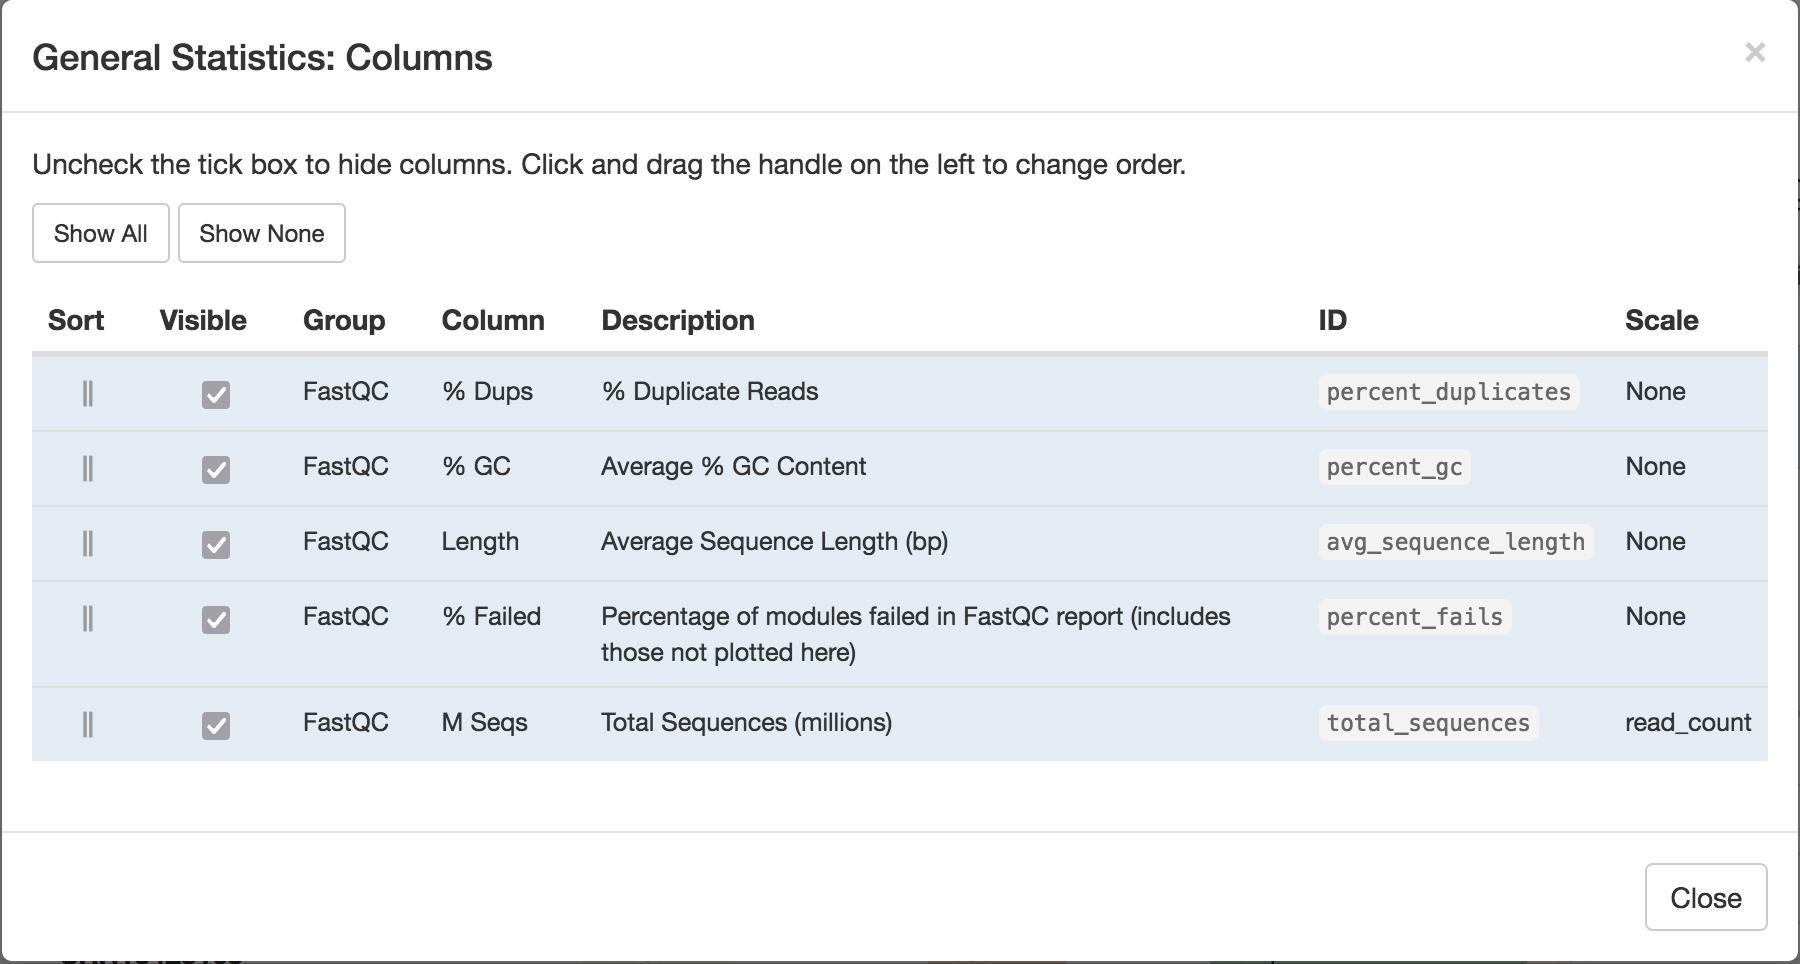 General Statistics: Columns
×
Uncheck the tick box to hide columns. Click and drag the handle on the left to change order.
Show All Show None
Sort Visible Group Column Description ID Scale
|| FastQC % Dups % Duplicate Reads percent_duplicates None
|| FastQC % GC Average % GC Content percent_gc None
|| FastQC Length Average Sequence Length (bp) avg_sequence_length None
|| FastQC % Failed Percentage of modules failed in FastQC report (includes percent_fails None
those not plotted here)
|| FastQC M Seqs Total Sequences (millions) total_sequences read_count
Close